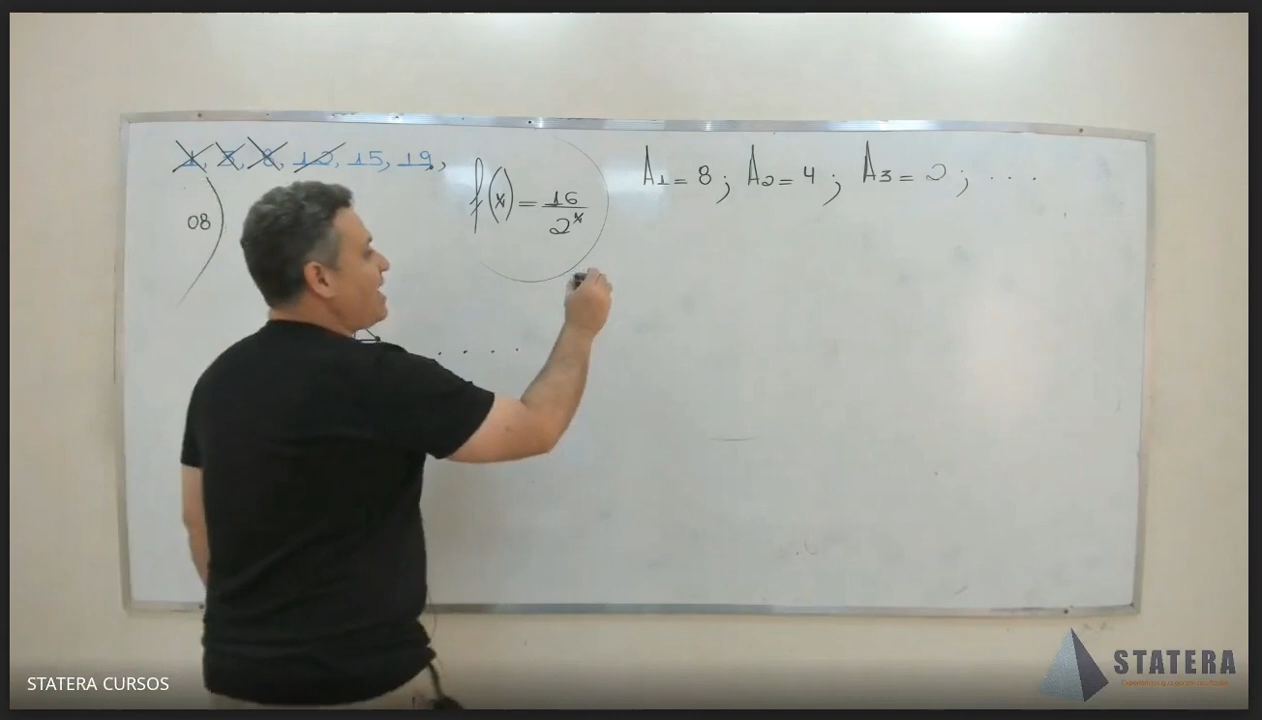 1, 3, 8, 12, 15, 19,
08)
f(x) = 16/2^x
A1 = 8 ; A2 = 4 ; A3 = 2 ; . . .
STATERA CURSOS
STATERA